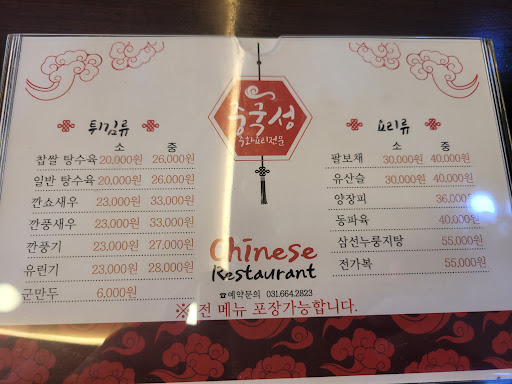 중국성
중화요리전문
튀김류
소 중
찹쌀 탕수육 20,000원 26,000원
일반 탕수육 20,000원 26,000원
깐쇼새우 23,000원 33,000원
깐풍새우 23,000원 33,000원
깐풍기 23,000원 27,000원
유린기 23,000원 28,000원
군만두 6,000원
요리류
소 중
팔보채 30,000원 40,000원
유산슬 30,000원 40,000원
양장피 36,000원
동파육 40,000원
삼선누룽지탕 55,000원
전가복 55,000원
Chinese
Restaurant
☎예약문의 031.664.2823
※ 전 메뉴 포장가능합니다.